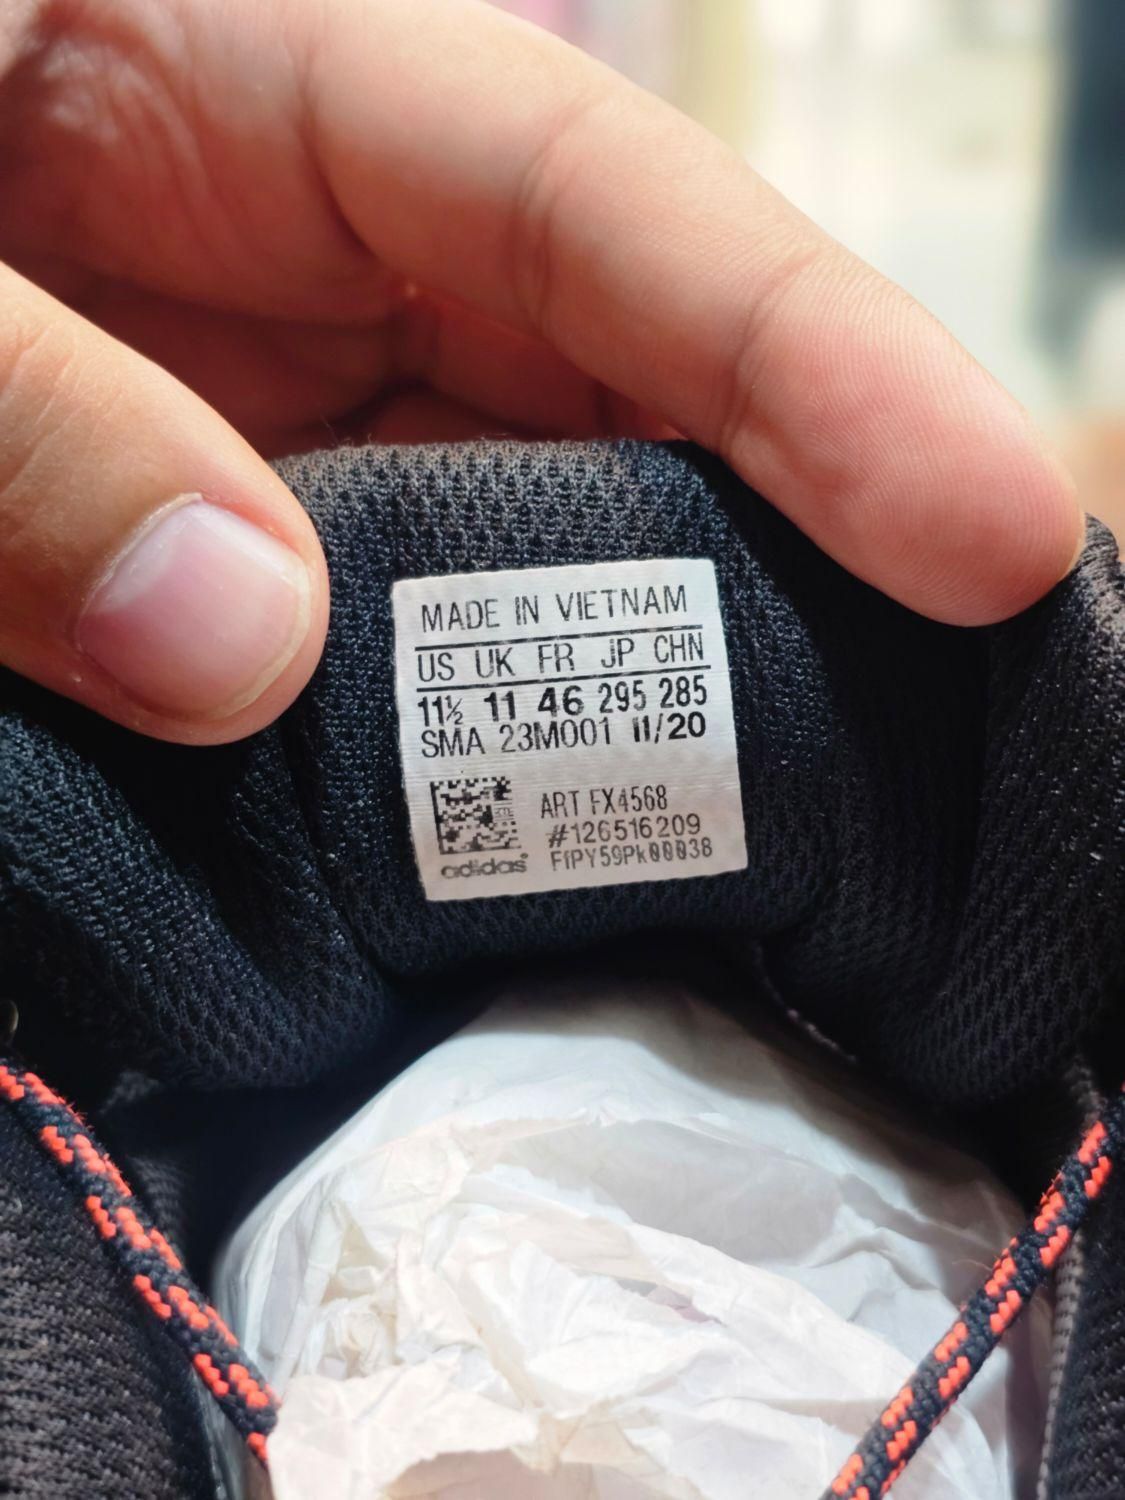 MADE IN VIETNAM
US UK FR JP CHN
11½ 11 46 295 285
SMA 23M001 11/20
ART FX4568
#126516209
FfPY59Pk00038
adidas